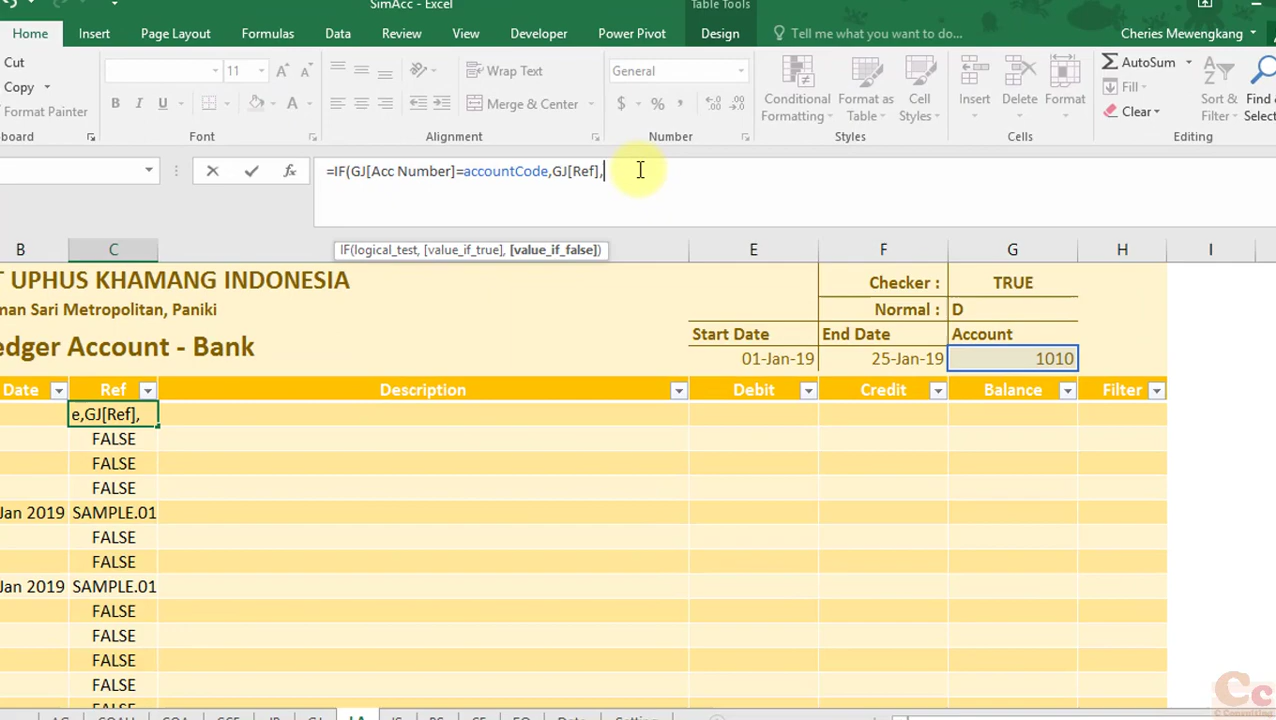 SimAcc - Excel
Table Tools
Home Insert Page Layout Formulas Data Review View Developer Power Pivot Design Tell me what you want to do... Cheries Mewengkang
Cut
Copy
Format Painter
11
A A
Wrap Text
General
B I U
Merge & Center
$ % ,
Conditional Formatting
Format as Table
Cell Styles
Insert
Delete
Format
AutoSum
Fill
Clear
Sort & Filter
Find
Select
board Font Alignment Number Styles Cells Editing
fx
=IF(GJ[Acc Number]=accountCode,GJ[Ref],
IF(logical_test, [value_if_true], [value_if_false])
B C E F G H I
T UPHUS KHAMANG INDONESIA
man Sari Metropolitan, Paniki
edger Account - Bank
Checker : TRUE
Normal : D
Start Date End Date Account
01-Jan-19 25-Jan-19 1010
Date Ref Description Debit Credit Balance Filter
e,GJ[Ref],
FALSE
FALSE
FALSE
Jan 2019 SAMPLE.01
FALSE
FALSE
Jan 2019 SAMPLE.01
FALSE
FALSE
FALSE
FALSE
Cc
C Consulting